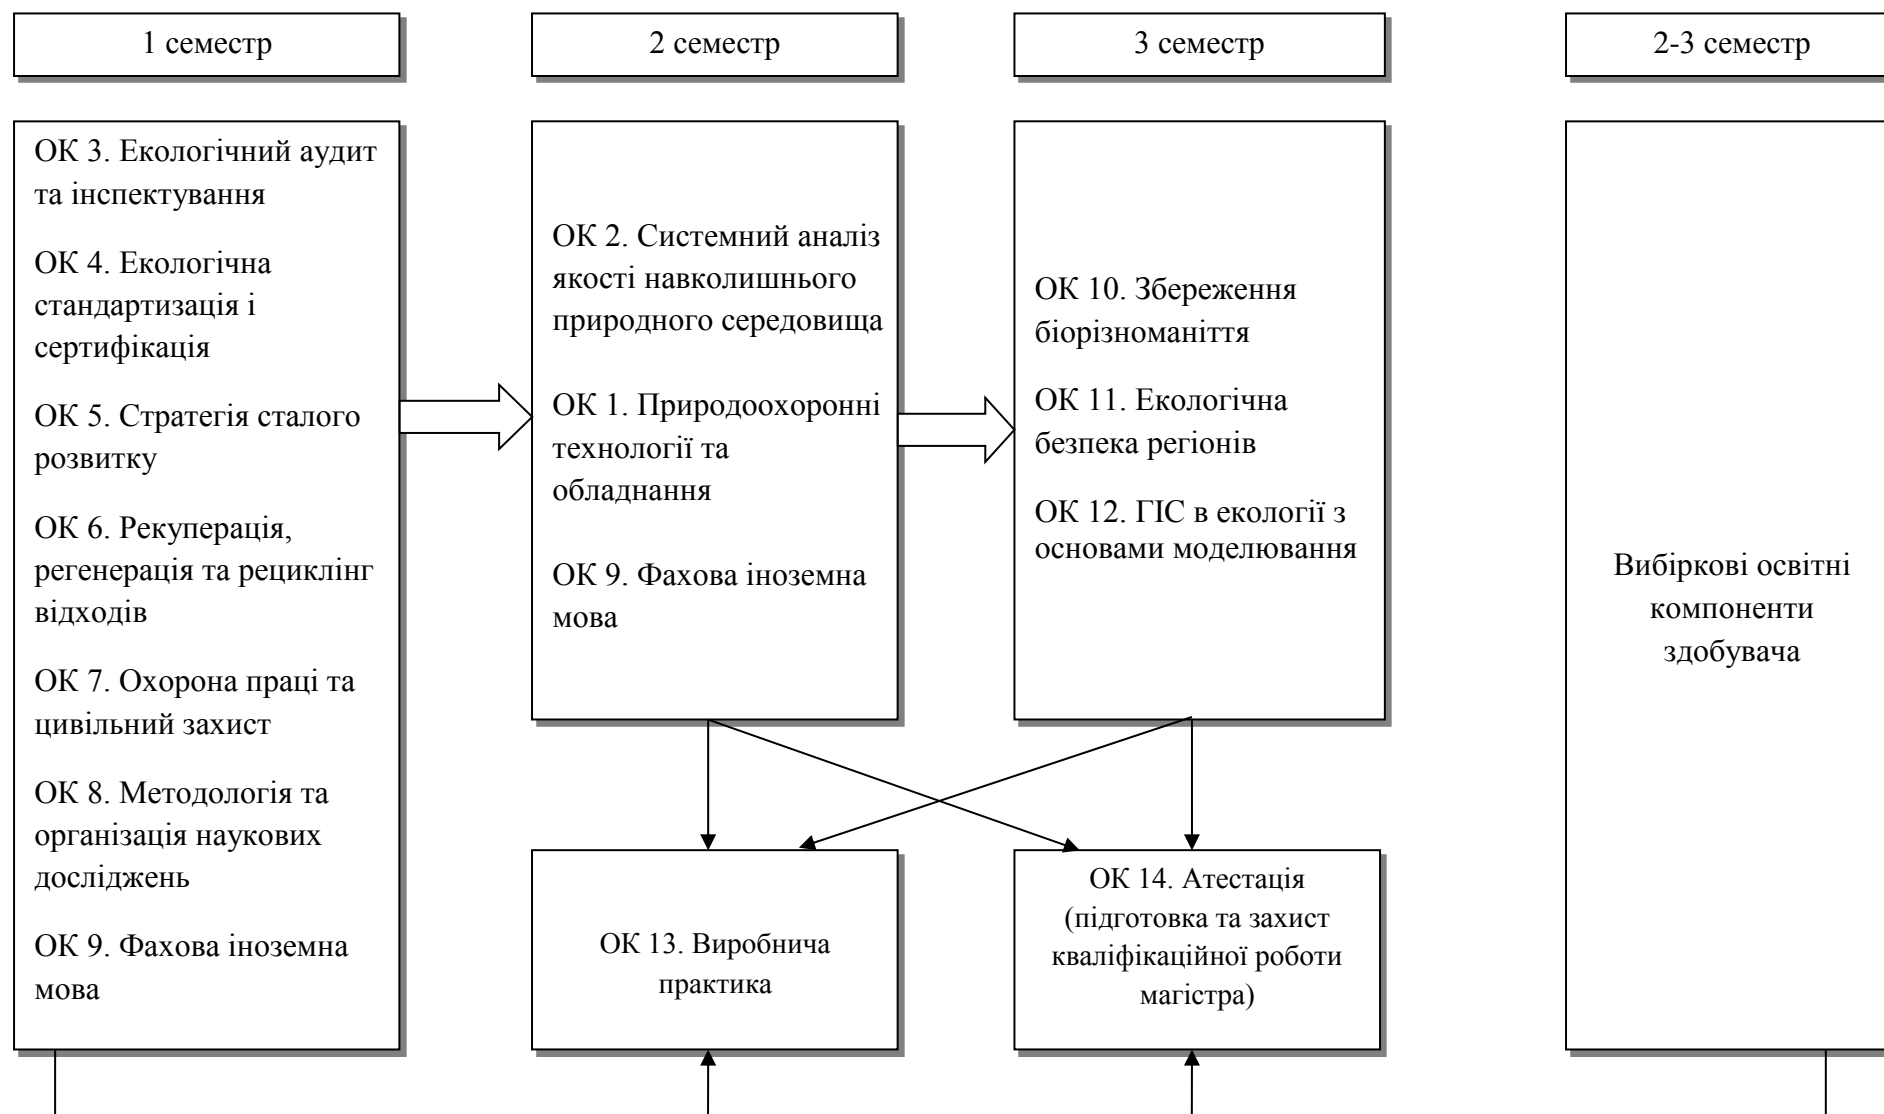 1 семестр
2 семестр
3 семестр
2-3 семестр
ОК 3. Екологічний аудит
та інспектування
ОК 4. Екологічна
стандартизація і
сертифікація
ОК 5. Стратегія сталого
розвитку
ОК 6. Рекуперація,
регенерація та рециклінг
відходів
ОК 7. Охорона праці та
цивільний захист
ОК 8. Методологія та
організація наукових
досліджень
ОК 9. Фахова іноземна
мова
ОК 2. Системний аналіз
якості навколишнього
природного середовища
ОК 1. Природоохоронні
технології та
обладнання
ОК 9. Фахова іноземна
мова
ОК 10. Збереження
біорізноманіття
ОК 11. Екологічна
безпека регіонів
ОК 12. ГІС в екології з
основами моделювання
Вибіркові освітні
компоненти
здобувача
ОК 13. Виробнича
практика
ОК 14. Атестація
(підготовка та захист
кваліфікаційної роботи
магістра)